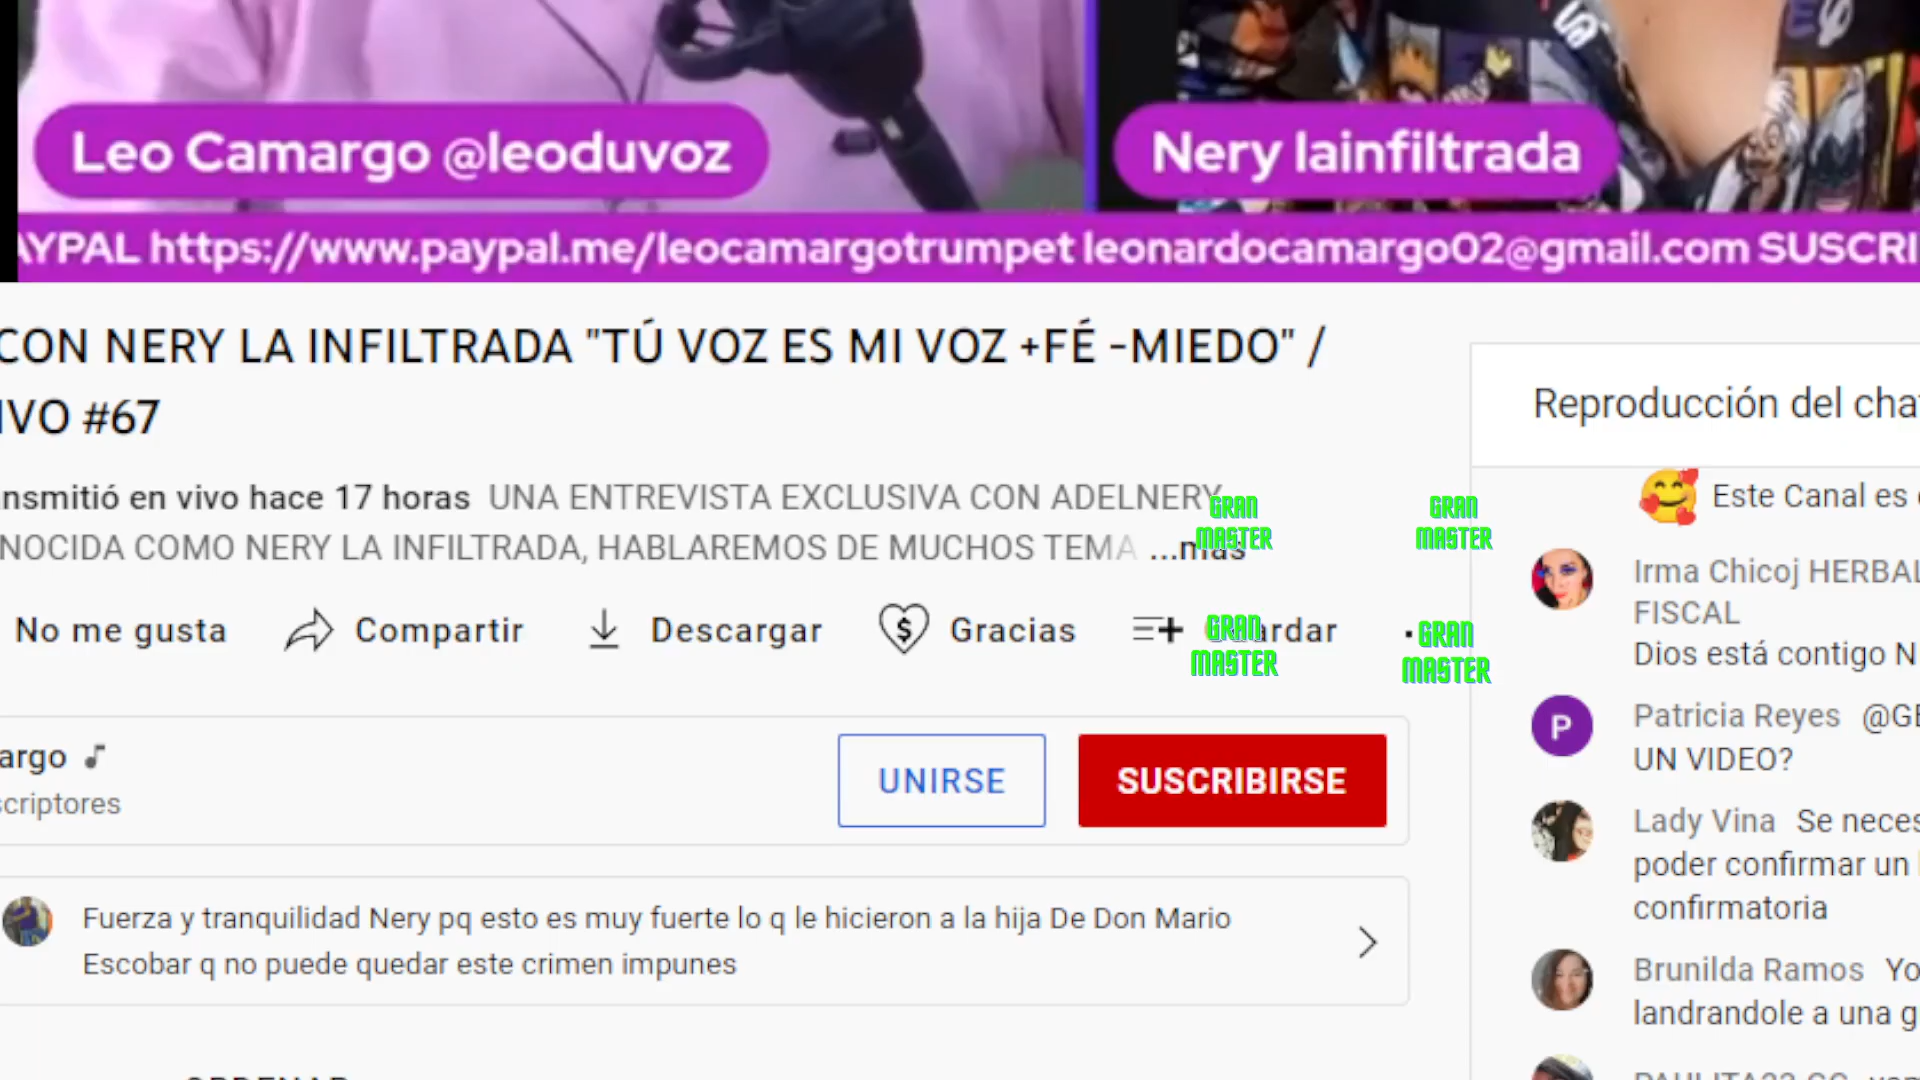 Leo Camargo @leoduvoz
Nery lainfiltrada
AYPAL https://www.paypal.me/leocamargotrumpet leonardocamargo02@gmail.com SUSCRI
CON NERY LA INFILTRADA "TÚ VOZ ES MI VOZ +FÉ -MIEDO" /
IVO #67
nsmitió en vivo hace 17 horas UNA ENTREVISTA EXCLUSIVA CON ADELNERY
NOCIDA COMO NERY LA INFILTRADA, HABLAREMOS DE MUCHOS TEMA ...más
GRAN
MASTER
GRAN
MASTER
No me gusta
Compartir
Descargar
Gracias
ardar
GRAN
MASTER
GRAN
MASTER
argo
scriptores
UNIRSE
SUSCRIBIRSE
Fuerza y tranquilidad Nery pq esto es muy fuerte lo q le hicieron a la hija De Don Mario
Escobar q no puede quedar este crimen impunes
Reproducción del cha
Este Canal es
Irma Chicoj HERBAL
FISCAL
Dios está contigo N
P
Patricia Reyes @GE
UN VIDEO?
Lady Vina Se neces
poder confirmar un
confirmatoria
Brunilda Ramos Yo
landrandole a una g